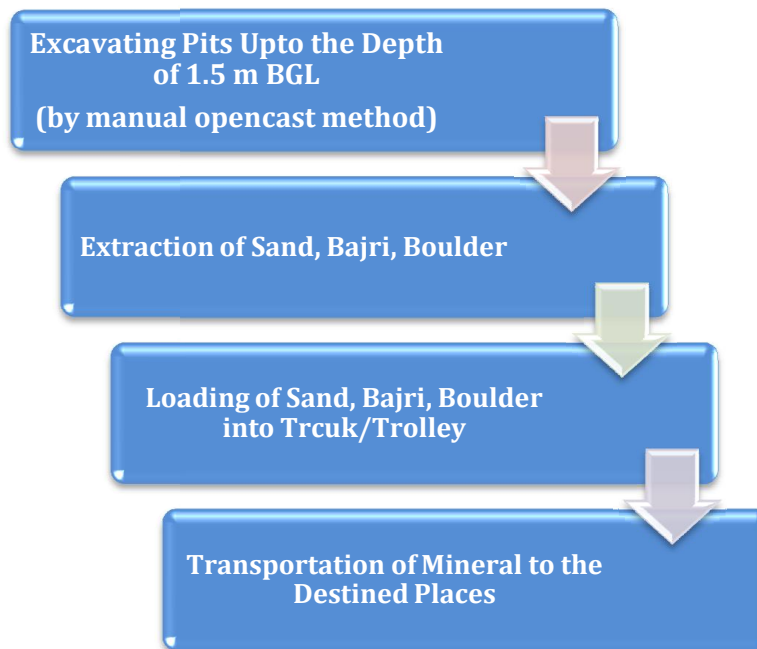 Excavating Pits Upto the Depth
of 1.5 m BGL
(by manual opencast method)
Extraction of Sand, Bajri, Boulder
Loading of Sand, Bajri, Boulder
into Trcuk/Trolley
Transportation of Mineral to the
Destined Places